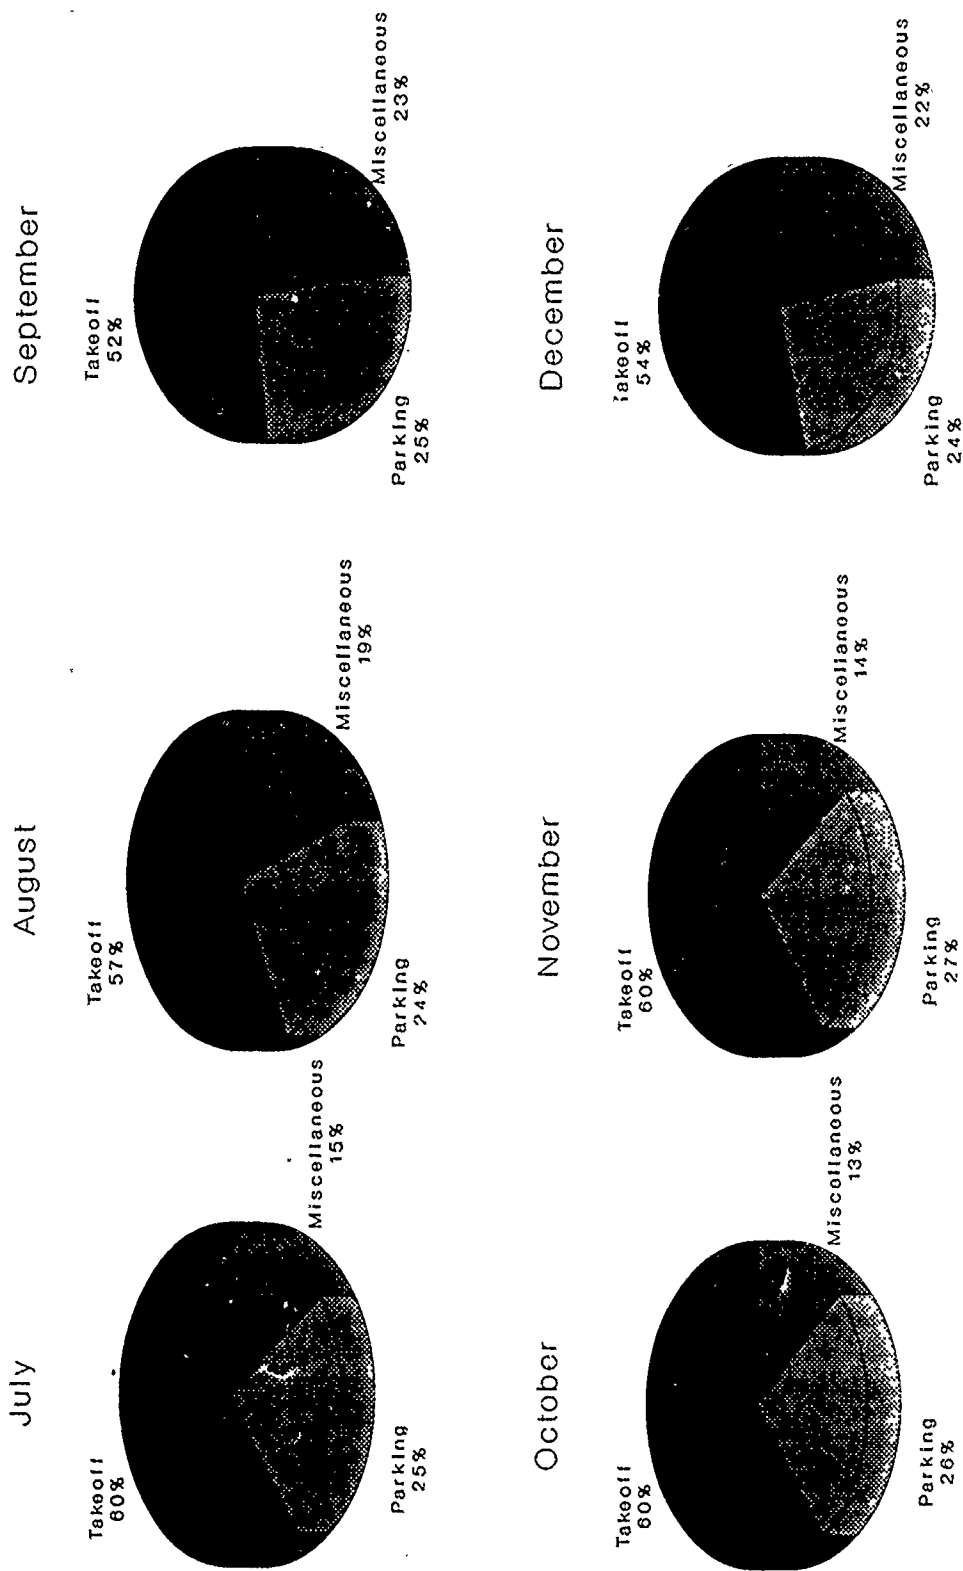 July
Takeoff
60%
Miscellaneous
15%
Parking
25%
August
Takeoff
57%
Miscellaneous
19%
Parking
24%
September
Takeoff
52%
Miscellaneous
23%
Parking
25%
October
Takeoff
60%
Miscellaneous
13%
Parking
26%
November
Takeoff
60%
Miscellaneous
14%
Parking
27%
December
Takeoff
54%
Miscellaneous
22%
Parking
24%